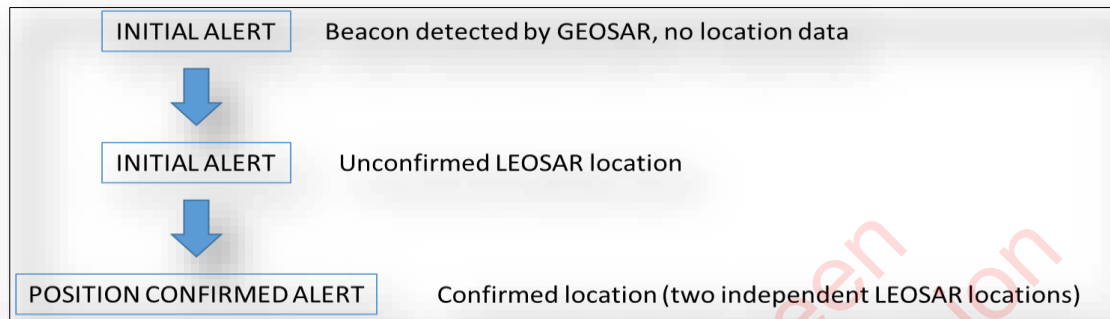 INITIAL ALERT Beacon detected by GEOSAR, no location data
INITIAL ALERT Unconfirmed LEOSAR location
POSITION CONFIRMED ALERT Confirmed location (two independent LEOSAR locations)